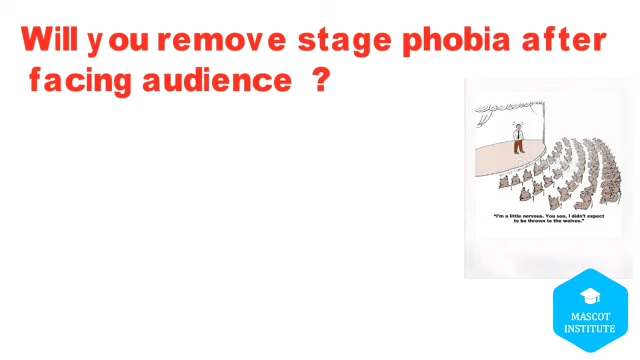 Will you remove stage phobia after
facing audience ?
"I'm a little nervous. You see, I didn't expect
to be thrown to the wolves."
MASCOT
INSTITUTE